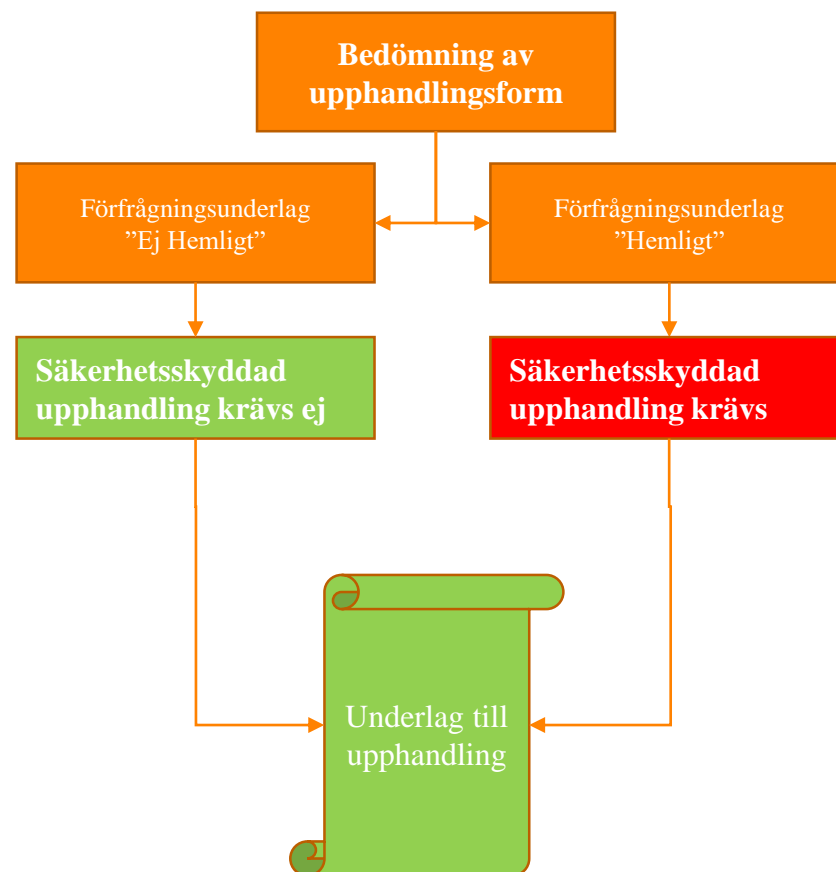 Bedömning av
upphandlingsform
Förfrågningsunderlag
”Ej Hemligt”
Förfrågningsunderlag
”Hemligt”
Säkerhetsskyddad
upphandling krävs ej
Säkerhetsskyddad
upphandling krävs
Underlag till
upphandling